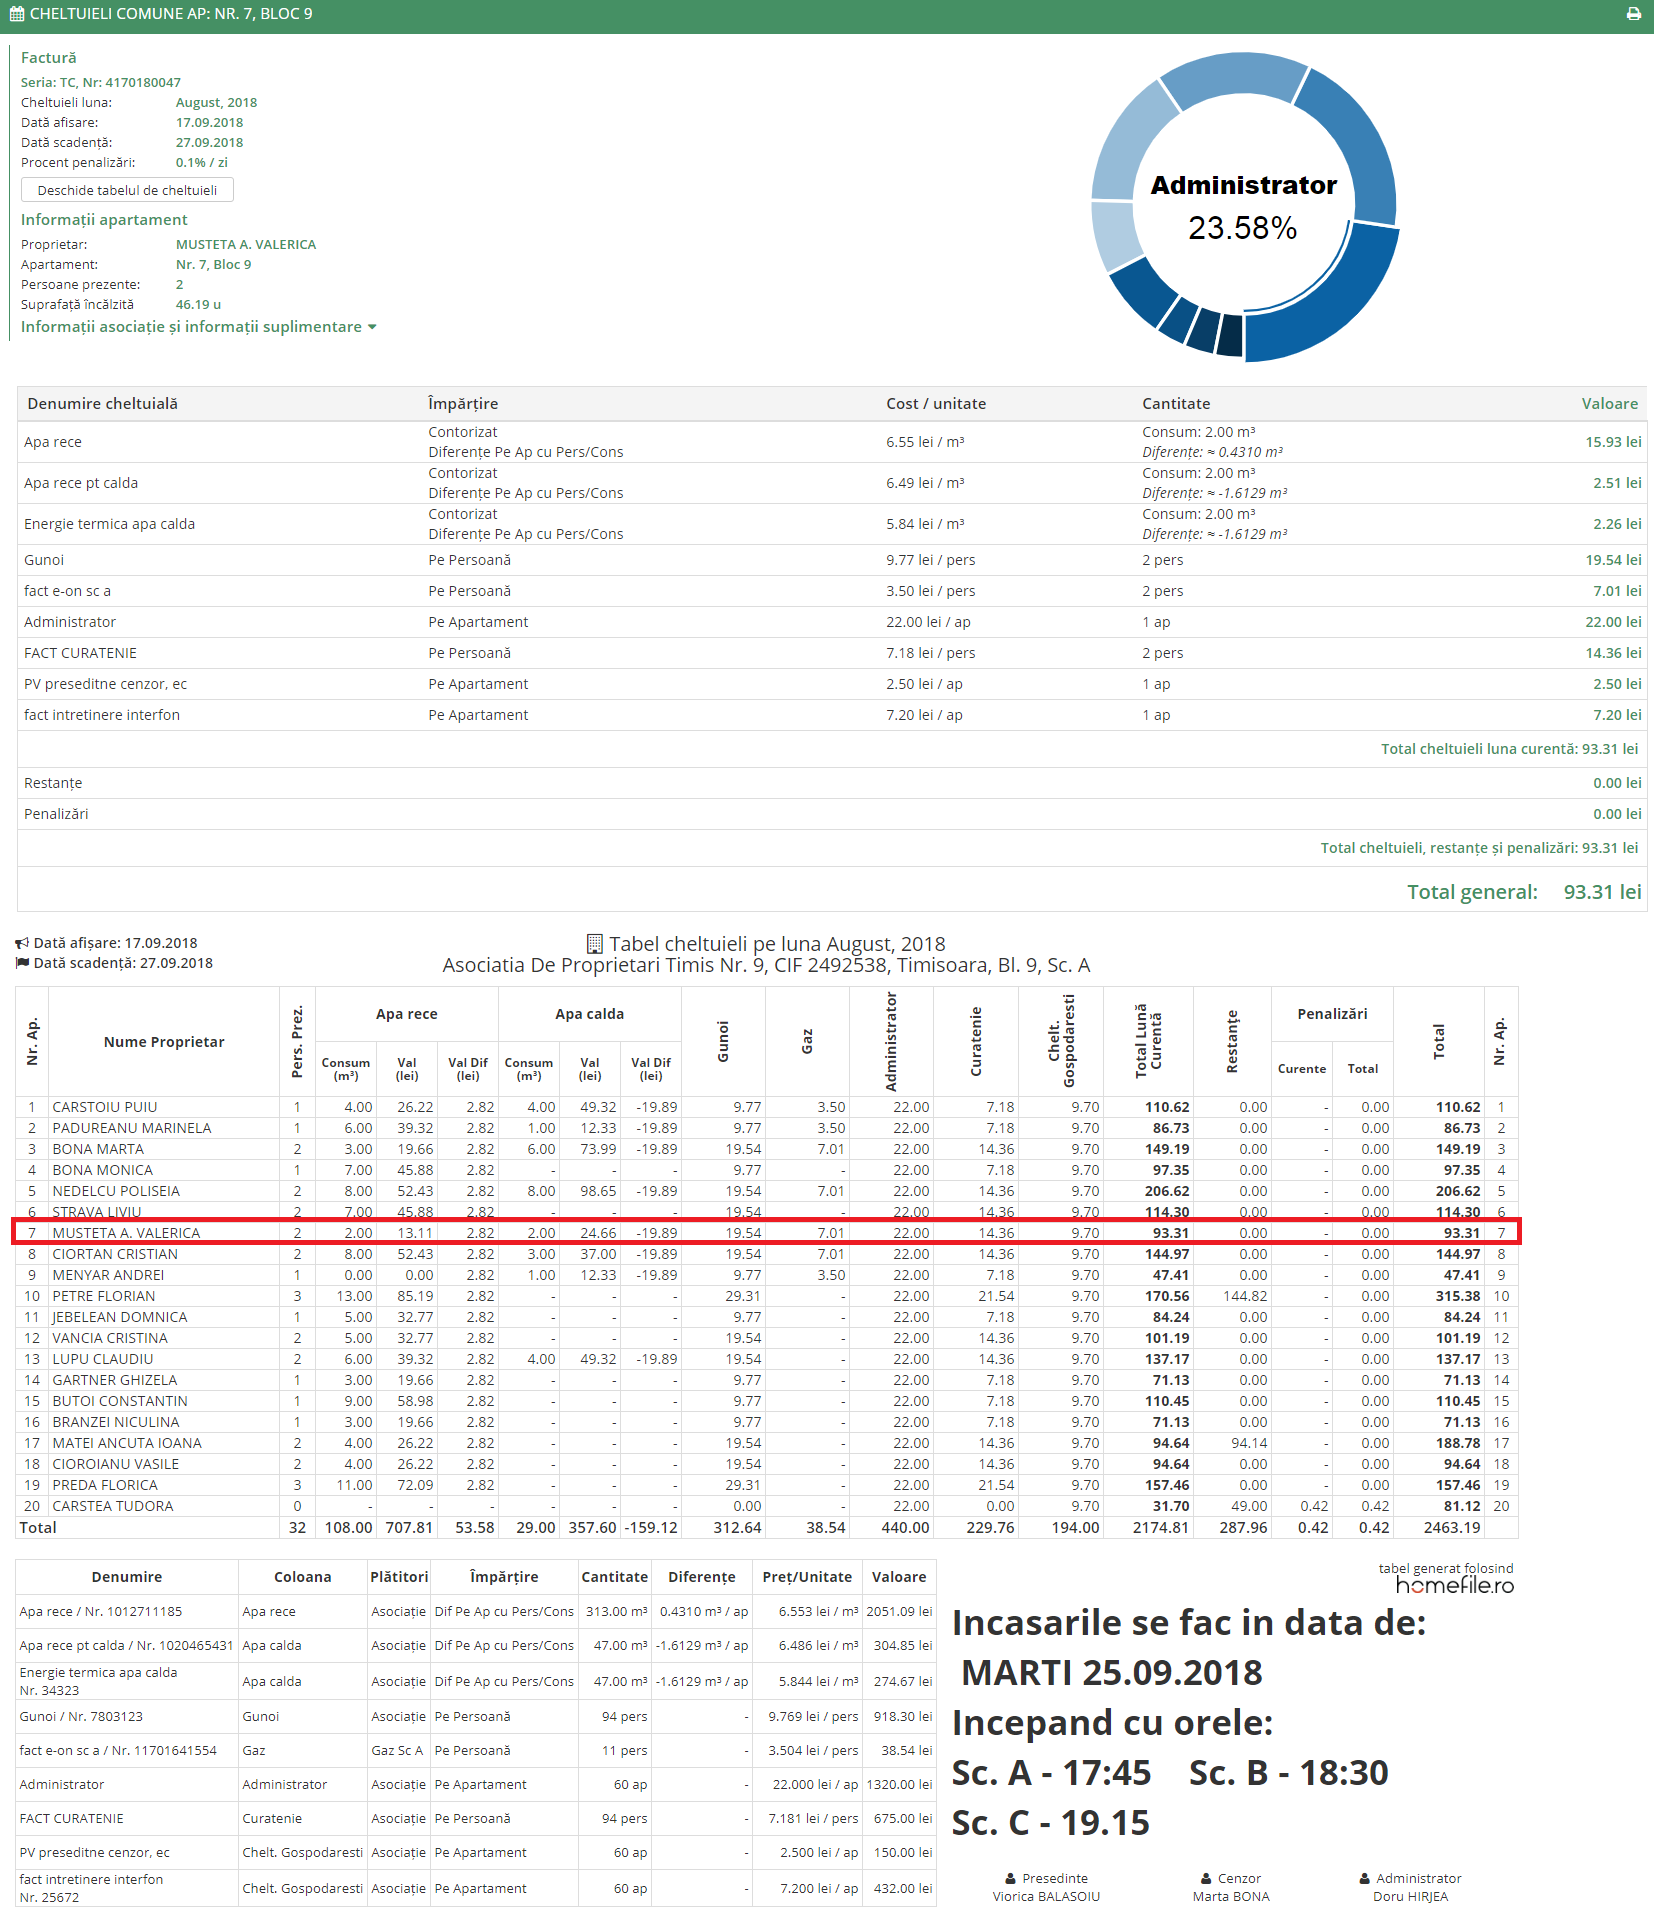 CHELTUIELI COMUNE AP: NR. 7, BLOC 9
Factură
Seria: TC, Nr: 4170180047
Cheltuieli luna: August, 2018
Dată afisare: 17.09.2018
Dată scadență: 27.09.2018
Procent penalizări: 0.1% / zi
Deschide tabelul de cheltuieli
Informații apartament
Proprietar: MUSTETA A. VALERICA
Apartament: Nr. 7, Bloc 9
Persoane prezente: 2
Suprafață încălzită 46.19 u
Informații asociație și informații suplimentare
Administrator
23.58%
Denumire cheltuială Împărțire Cost / unitate Cantitate Valoare
Apa rece Contorizat Diferențe Pe Ap cu Pers/Cons 6.55 lei / m³ Consum: 2.00 m³ Diferențe: ≈ 0.4310 m³ 15.93 lei
Apa rece pt calda Contorizat Diferențe Pe Ap cu Pers/Cons 6.49 lei / m³ Consum: 2.00 m³ Diferențe: ≈ -1.6129 m³ 2.51 lei
Energie termica apa calda Contorizat Diferențe Pe Ap cu Pers/Cons 5.84 lei / m³ Consum: 2.00 m³ Diferențe: ≈ -1.6129 m³ 2.26 lei
Gunoi Pe Persoană 9.77 lei / pers 2 pers 19.54 lei
fact e-on sc a Pe Persoană 3.50 lei / pers 2 pers 7.01 lei
Administrator Pe Apartament 22.00 lei / ap 1 ap 22.00 lei
FACT CURATENIE Pe Persoană 7.18 lei / pers 2 pers 14.36 lei
PV preseditne cenzor, ec Pe Apartament 2.50 lei / ap 1 ap 2.50 lei
fact intretinere interfon Pe Apartament 7.20 lei / ap 1 ap 7.20 lei
Total cheltuieli luna curentă: 93.31 lei
Restanțe 0.00 lei
Penalizări 0.00 lei
Total cheltuieli, restanțe și penalizări: 93.31 lei
Total general: 93.31 lei
Dată afișare: 17.09.2018
Dată scadență: 27.09.2018
Tabel cheltuieli pe luna August, 2018
Asociatia De Proprietari Timis Nr. 9, CIF 2492538, Timisoara, Bl. 9, Sc. A
Nr. Ap. Nume Proprietar Pers. Prez. Apa rece Apa calda Gunoi Gaz Administrator Curatenie Chelt. Gospodaresti Total Lună Curentă Restanțe Penalizări Total Nr. Ap.
Consum (m³) Val (lei) Val Dif (lei) Consum (m³) Val (lei) Val Dif (lei) Curente Total
1 CARSTOIU PUIU 1 4.00 26.22 2.82 4.00 49.32 -19.89 9.77 3.50 22.00 7.18 9.70 110.62 0.00 - 0.00 110.62 1
2 PADUREANU MARINELA 1 6.00 39.32 2.82 1.00 12.33 -19.89 9.77 3.50 22.00 7.18 9.70 86.73 0.00 - 0.00 86.73 2
3 BONA MARTA 2 3.00 19.66 2.82 6.00 73.99 -19.89 19.54 7.01 22.00 14.36 9.70 149.19 0.00 - 0.00 149.19 3
4 BONA MONICA 1 7.00 45.88 2.82 - - - 9.77 - 22.00 7.18 9.70 97.35 0.00 - 0.00 97.35 4
5 NEDELCU POLISEIA 2 8.00 52.43 2.82 8.00 98.65 -19.89 19.54 7.01 22.00 14.36 9.70 206.62 0.00 - 0.00 206.62 5
6 STRAVA LIVIU 2 7.00 45.88 2.82 - - - 19.54 - 22.00 14.36 9.70 114.30 0.00 - 0.00 114.30 6
7 MUSTETA A. VALERICA 2 2.00 13.11 2.82 2.00 24.66 -19.89 19.54 7.01 22.00 14.36 9.70 93.31 0.00 - 0.00 93.31 7
8 CIORTAN CRISTIAN 2 8.00 52.43 2.82 3.00 37.00 -19.89 19.54 7.01 22.00 14.36 9.70 144.97 0.00 - 0.00 144.97 8
9 MENYAR ANDREI 1 0.00 0.00 2.82 1.00 12.33 -19.89 9.77 3.50 22.00 7.18 9.70 47.41 0.00 - 0.00 47.41 9
10 PETRE FLORIAN 3 13.00 85.19 2.82 - - - 29.31 - 22.00 21.54 9.70 170.56 144.82 - 0.00 315.38 10
11 JEBELEAN DOMNICA 1 5.00 32.77 2.82 - - - 9.77 - 22.00 7.18 9.70 84.24 0.00 - 0.00 84.24 11
12 VANCIA CRISTINA 2 5.00 32.77 2.82 - - - 19.54 - 22.00 14.36 9.70 101.19 0.00 - 0.00 101.19 12
13 LUPU CLAUDIU 2 6.00 39.32 2.82 4.00 49.32 -19.89 19.54 - 22.00 14.36 9.70 137.17 0.00 - 0.00 137.17 13
14 GARTNER GHIZELA 1 3.00 19.66 2.82 - - - 9.77 - 22.00 7.18 9.70 71.13 0.00 - 0.00 71.13 14
15 BUTOI CONSTANTIN 1 9.00 58.98 2.82 - - - 9.77 - 22.00 7.18 9.70 110.45 0.00 - 0.00 110.45 15
16 BRANZEI NICULINA 1 3.00 19.66 2.82 - - - 9.77 - 22.00 7.18 9.70 71.13 0.00 - 0.00 71.13 16
17 MATEI ANCUTA IOANA 2 4.00 26.22 2.82 - - - 19.54 - 22.00 14.36 9.70 94.64 94.14 - 0.00 188.78 17
18 CIOROIANU VASILE 2 4.00 26.22 2.82 - - - 19.54 - 22.00 14.36 9.70 94.64 0.00 - 0.00 94.64 18
19 PREDA FLORICA 3 11.00 72.09 2.82 - - - 29.31 - 22.00 21.54 9.70 157.46 0.00 - 0.00 157.46 19
20 CARSTEA TUDORA 0 - - - - - - 0.00 - 22.00 0.00 9.70 31.70 49.00 0.42 0.42 81.12 20
Total 32 108.00 707.81 53.58 29.00 357.60 -159.12 312.64 38.54 440.00 229.76 194.00 2174.81 287.96 0.42 0.42 2463.19
Denumire Coloana Plătitori Împărțire Cantitate Diferențe Preț/Unitate Valoare
Apa rece / Nr. 1012711185 Apa rece Asociație Dif Pe Ap cu Pers/Cons 313.00 m³ 0.4310 m³ / ap 6.553 lei / m³ 2051.09 lei
Apa rece pt calda / Nr. 1020465431 Apa calda Asociație Dif Pe Ap cu Pers/Cons 47.00 m³ -1.6129 m³ / ap 6.486 lei / m³ 304.85 lei
Energie termica apa calda Nr. 34323 Apa calda Asociație Dif Pe Ap cu Pers/Cons 47.00 m³ -1.6129 m³ / ap 5.844 lei / m³ 274.67 lei
Gunoi / Nr. 7803123 Gunoi Asociație Pe Persoană 94 pers - 9.769 lei / pers 918.30 lei
fact e-on sc a / Nr. 11701641554 Gaz Gaz Sc A Pe Persoană 11 pers - 3.504 lei / pers 38.54 lei
Administrator Administrator Asociație Pe Apartament 60 ap - 22.000 lei / ap 1320.00 lei
FACT CURATENIE Curatenie Asociație Pe Persoană 94 pers - 7.181 lei / pers 675.00 lei
PV preseditne cenzor, ec Chelt. Gospodaresti Asociație Pe Apartament 60 ap - 2.500 lei / ap 150.00 lei
fact intretinere interfon Nr. 25672 Chelt. Gospodaresti Asociație Pe Apartament 60 ap - 7.200 lei / ap 432.00 lei
tabel generat folosind
homefile.ro
Incasarile se fac in data de:
MARTI 25.09.2018
Incepand cu orele:
Sc. A - 17:45 Sc. B - 18:30
Sc. C - 19.15
Presedinte Cenzor Administrator
Viorica BALASOIU Marta BONA Doru HIRJEA